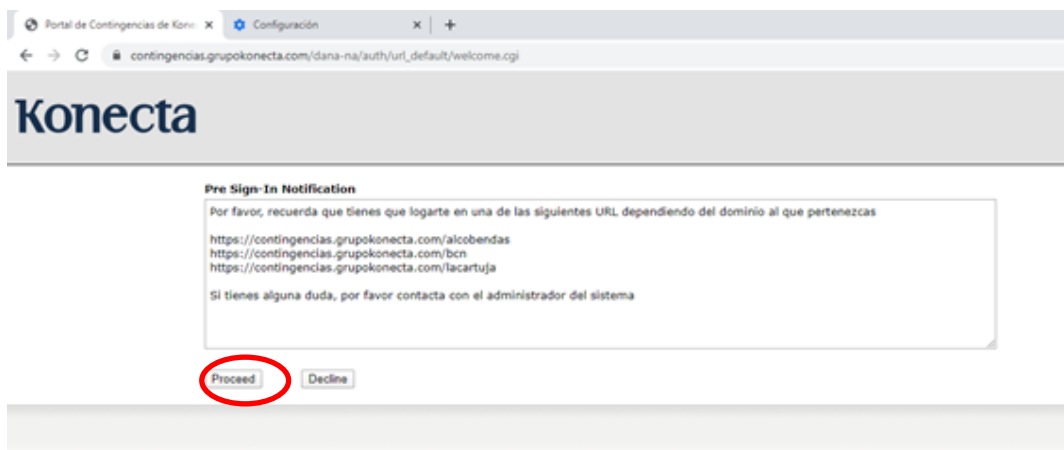 Portal de Contingencias de Kone
Configuración
contingencias.grupokonecta.com/dana-na/auth/url_default/welcome.cgi
Konecta
Pre Sign-In Notification
Por favor, recuerda que tienes que logarte en una de las siguientes URL dependiendo del dominio al que pertenezcas
https://contingencias.grupokonecta.com/alcobendas
https://contingencias.grupokonecta.com/bcn
https://contingencias.grupokonecta.com/lacartuja
Si tienes alguna duda, por favor contacta con el administrador del sistema
Proceed
Decline